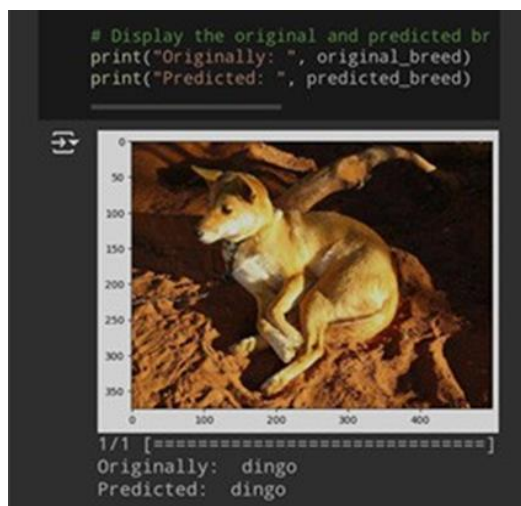 # Display the original and predicted br
print("Originally: ", original_breed)
print("Predicted: ", predicted_breed)
0
50
100
150
200
250
300
350
0 100 200 300 400
1/1 [==============================]
Originally:  dingo
Predicted:  dingo